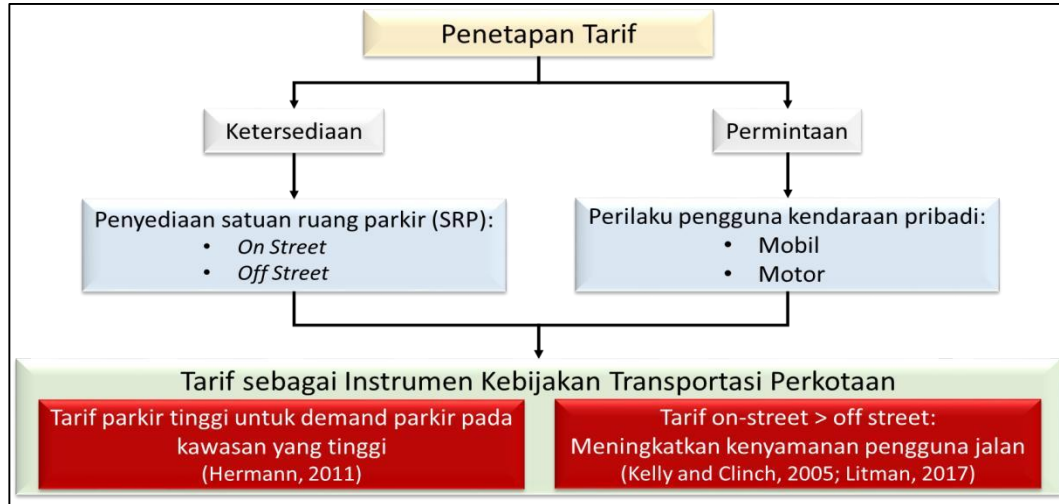 Penetapan Tarif
Ketersediaan
Permintaan
Penyediaan satuan ruang parkir (SRP):
• On Street
• Off Street
Perilaku pengguna kendaraan pribadi:
• Mobil
• Motor
Tarif sebagai Instrumen Kebijakan Transportasi Perkotaan
Tarif parkir tinggi untuk demand parkir pada
kawasan yang tinggi
(Hermann, 2011)
Tarif on-street > off street:
Meningkatkan kenyamanan pengguna jalan
(Kelly and Clinch, 2005; Litman, 2017)